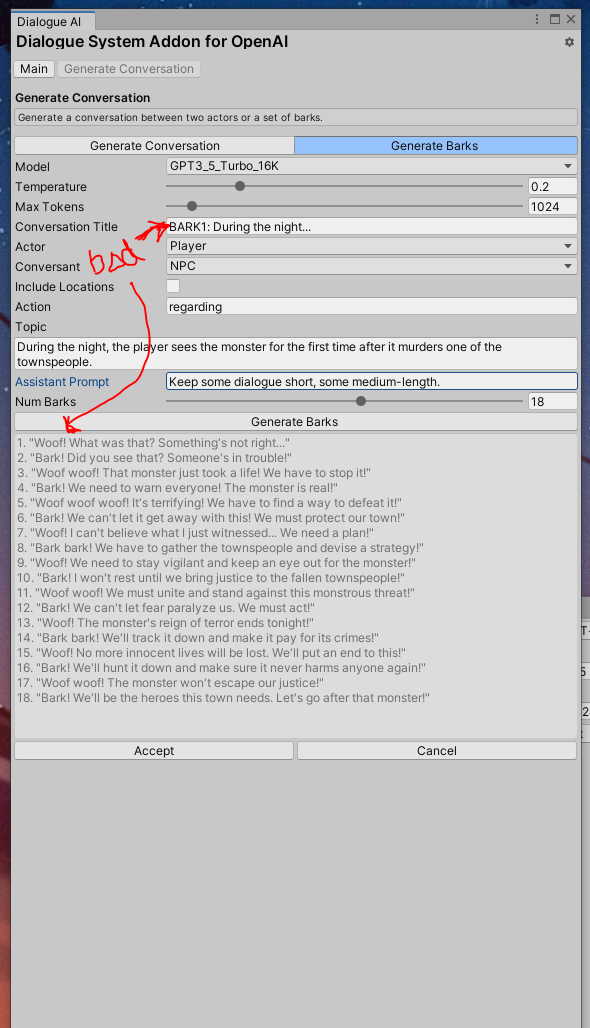 Dialogue AI
Dialogue System Addon for OpenAI
Main Generate Conversation
Generate Conversation
Generate a conversation between two actors or a set of barks.
Generate Conversation Generate Barks
Model GPT3_5_Turbo_16K
Temperature 0.2
Max Tokens 1024
Conversation Title BARK1: During the night...
bad
Actor Player
Conversant NPC
Include Locations
Action regarding
Topic
During the night, the player sees the monster for the first time after it murders one of the
townspeople.
Assistant Prompt Keep some dialogue short, some medium-length.
Num Barks 18
Generate Barks
1. "Woof! What was that? Something's not right..."
2. "Bark! Did you see that? Someone's in trouble!"
3. "Woof woof! That monster just took a life! We have to stop it!"
4. "Bark! We need to warn everyone! The monster is real!"
5. "Woof woof woof! It's terrifying! We have to find a way to defeat it!"
6. "Bark! We can't let it get away with this! We must protect our town!"
7. "Woof! I can't believe what I just witnessed... We need a plan!"
8. "Bark bark! We have to gather the townspeople and devise a strategy!"
9. "Woof! We need to stay vigilant and keep an eye out for the monster!"
10. "Bark! I won't rest until we bring justice to the fallen townspeople!"
11. "Woof woof! We must unite and stand against this monstrous threat!"
12. "Bark! We can't let fear paralyze us. We must act!"
13. "Woof! The monster's reign of terror ends tonight!"
14. "Bark bark! We'll track it down and make it pay for its crimes!"
15. "Woof! No more innocent lives will be lost. We'll put an end to this!"
16. "Bark! We'll hunt it down and make sure it never harms anyone again!"
17. "Woof woof! The monster won't escape our justice!"
18. "Bark! We'll be the heroes this town needs. Let's go after that monster!"
Accept Cancel